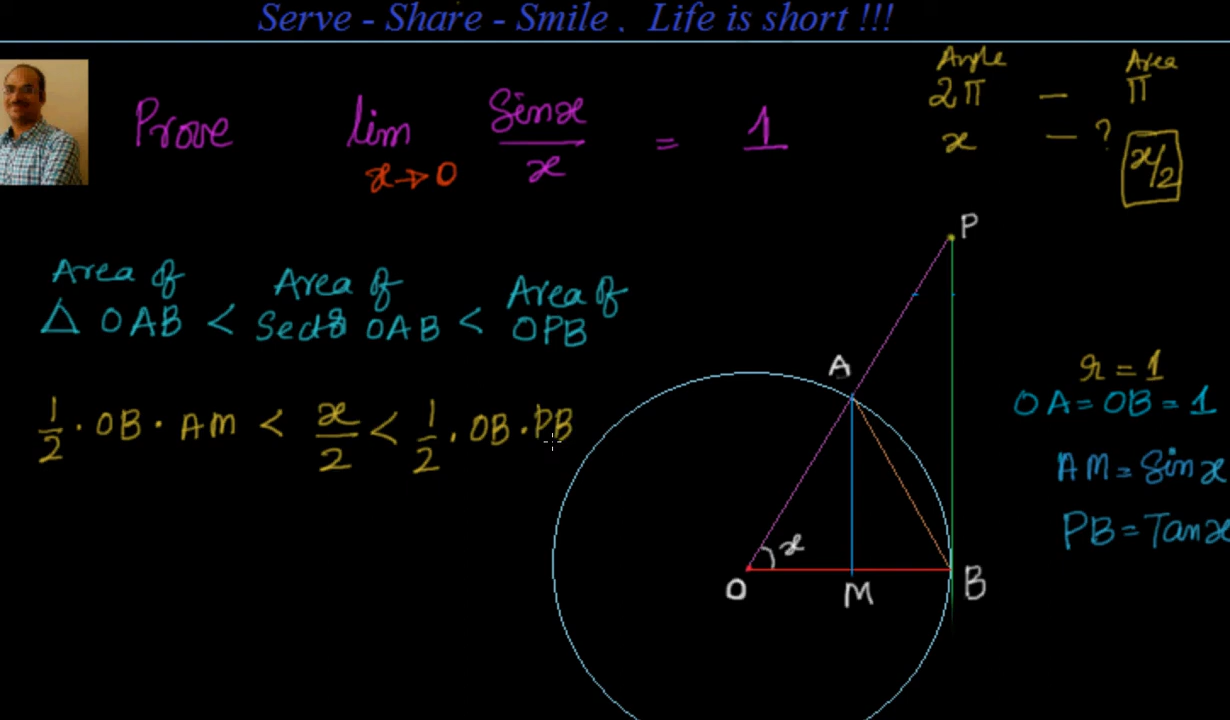 Serve - Share - Smile . Life is short !!!
Angle Area
2π — π
x — ? x/2
Prove lim x→0 Sinx/x = 1
Area of Area of Area of
△ OAB < Sector OAB < OPB
1/2 · OB · AM < x/2 < 1/2 · OB · PB
P
A
x
O M B
r = 1
OA = OB = 1
AM = Sinx
PB = Tanx